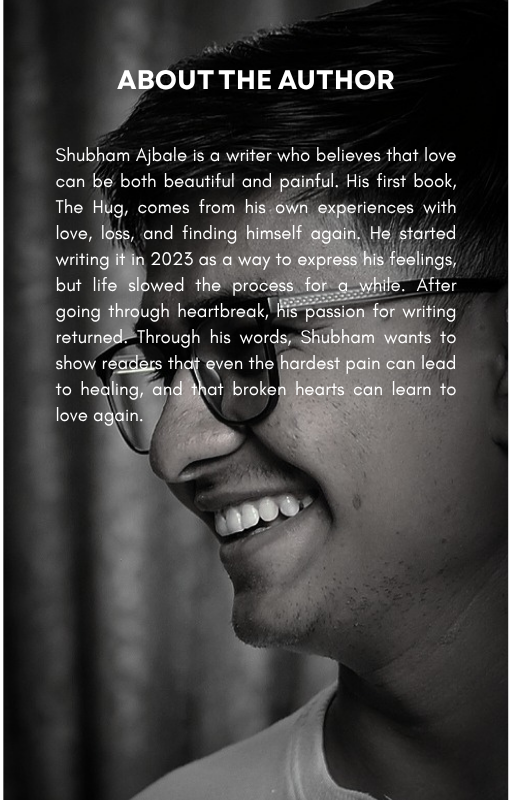 ABOUT THE AUTHOR
Shubham Ajbale is a writer who believes that love
can be both beautiful and painful. His first book,
The Hug, comes from his own experiences with
love, loss, and finding himself again. He started
writing it in 2023 as a way to express his feelings,
but life slowed the process for a while. After
going through heartbreak, his passion for writing
returned. Through his words, Shubham wants to
show readers that even the hardest pain can lead
to healing, and that broken hearts can learn to
love again.